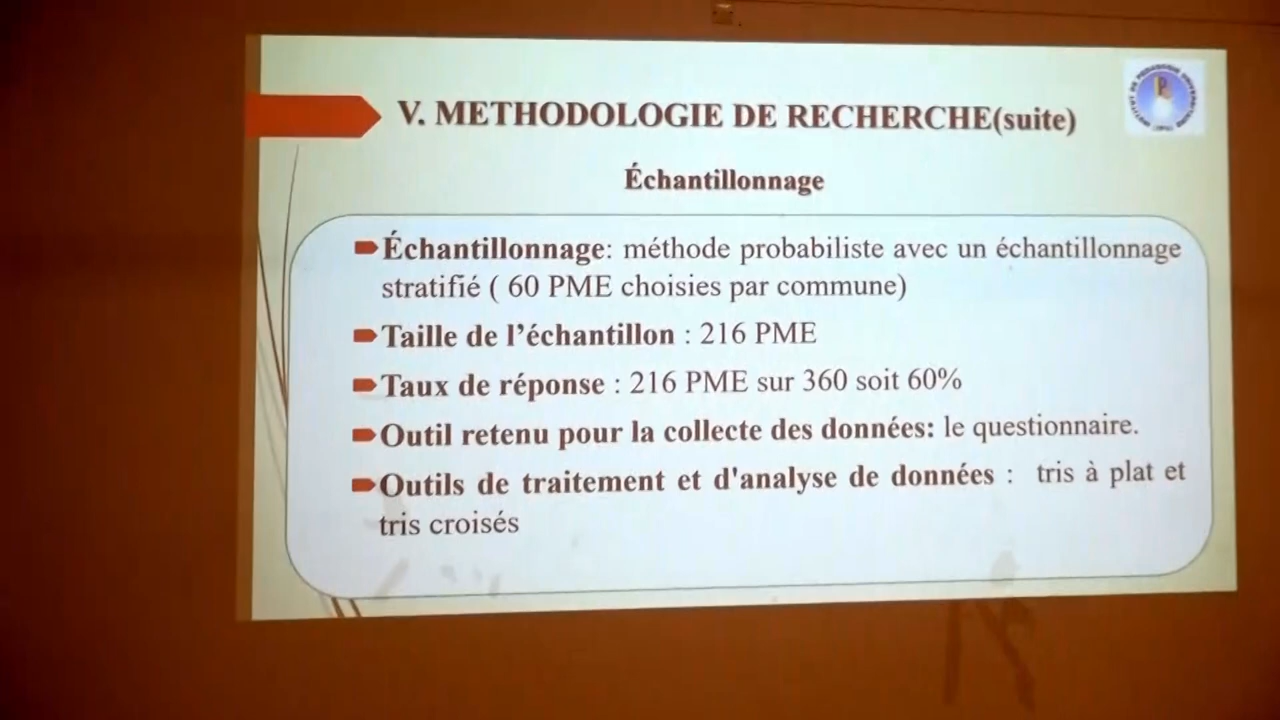 V. METHODOLOGIE DE RECHERCHE(suite)
Échantillonnage
Échantillonnage: méthode probabiliste avec un échantillonnage
stratifié ( 60 PME choisies par commune)
Taille de l’échantillon : 216 PME
Taux de réponse : 216 PME sur 360 soit 60%
Outil retenu pour la collecte des données: le questionnaire.
Outils de traitement et d'analyse de données : tris à plat et
tris croisés